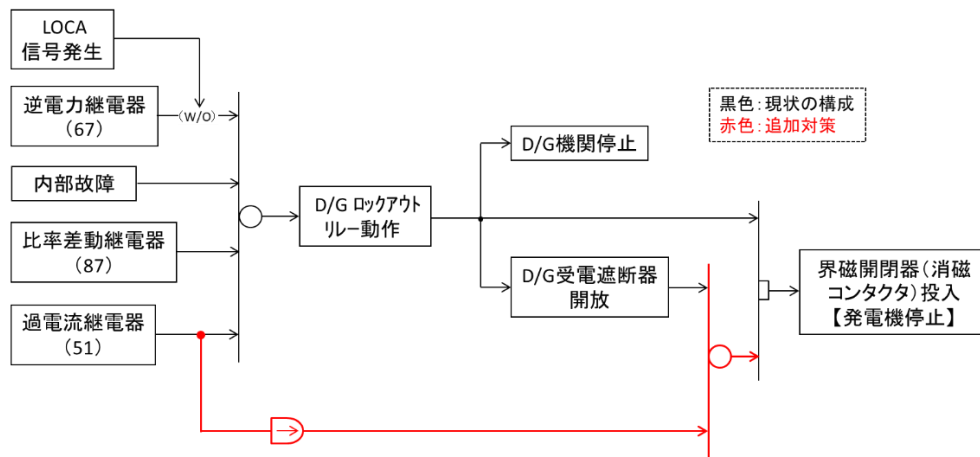 LOCA
信号発生
逆電力継電器
(67)
(W/O)
内部故障
比率差動継電器
(87)
過電流継電器
(51)
D/G ロックアウト
リレー動作
D/G機関停止
D/G受電遮断器
開放
黒色:現状の構成
赤色:追加対策
界磁開閉器(消磁
コンタクタ)投入
【発電機停止】